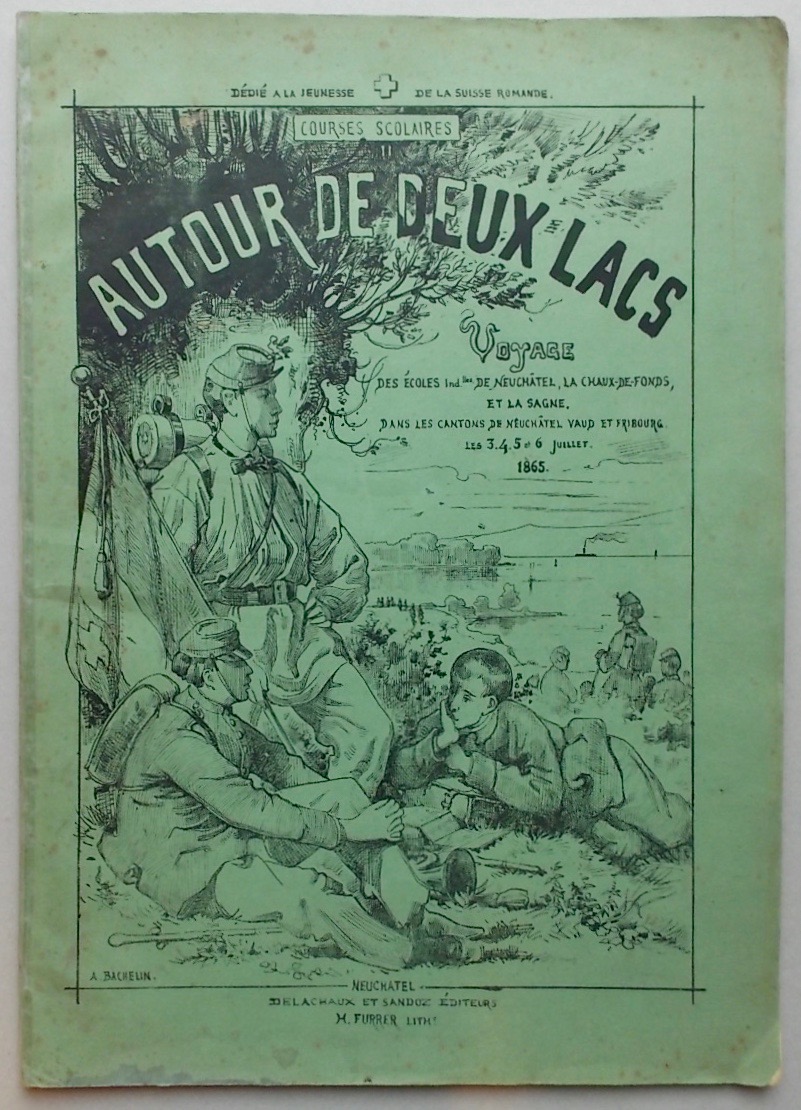 DÉDIÉ A LA JEUNESSE DE LA SUISSE ROMANDE.
COURSES SCOLAIRES
II
AUTOUR DE DEUX LACS
VOYAGE
DES ÉCOLES Ind.lles DE NEUCHÂTEL, LA CHAUX-DE-FONDS,
ET LA SAGNE,
DANS LES CANTONS DE NEUCHÂTEL VAUD ET FRIBOURG
LES 3.4.5 et 6 JUILLET.
1865.
A. BACHELIN.
NEUCHATEL
DELACHAUX ET SANDOZ ÉDITEURS
H. FURRER LITH: